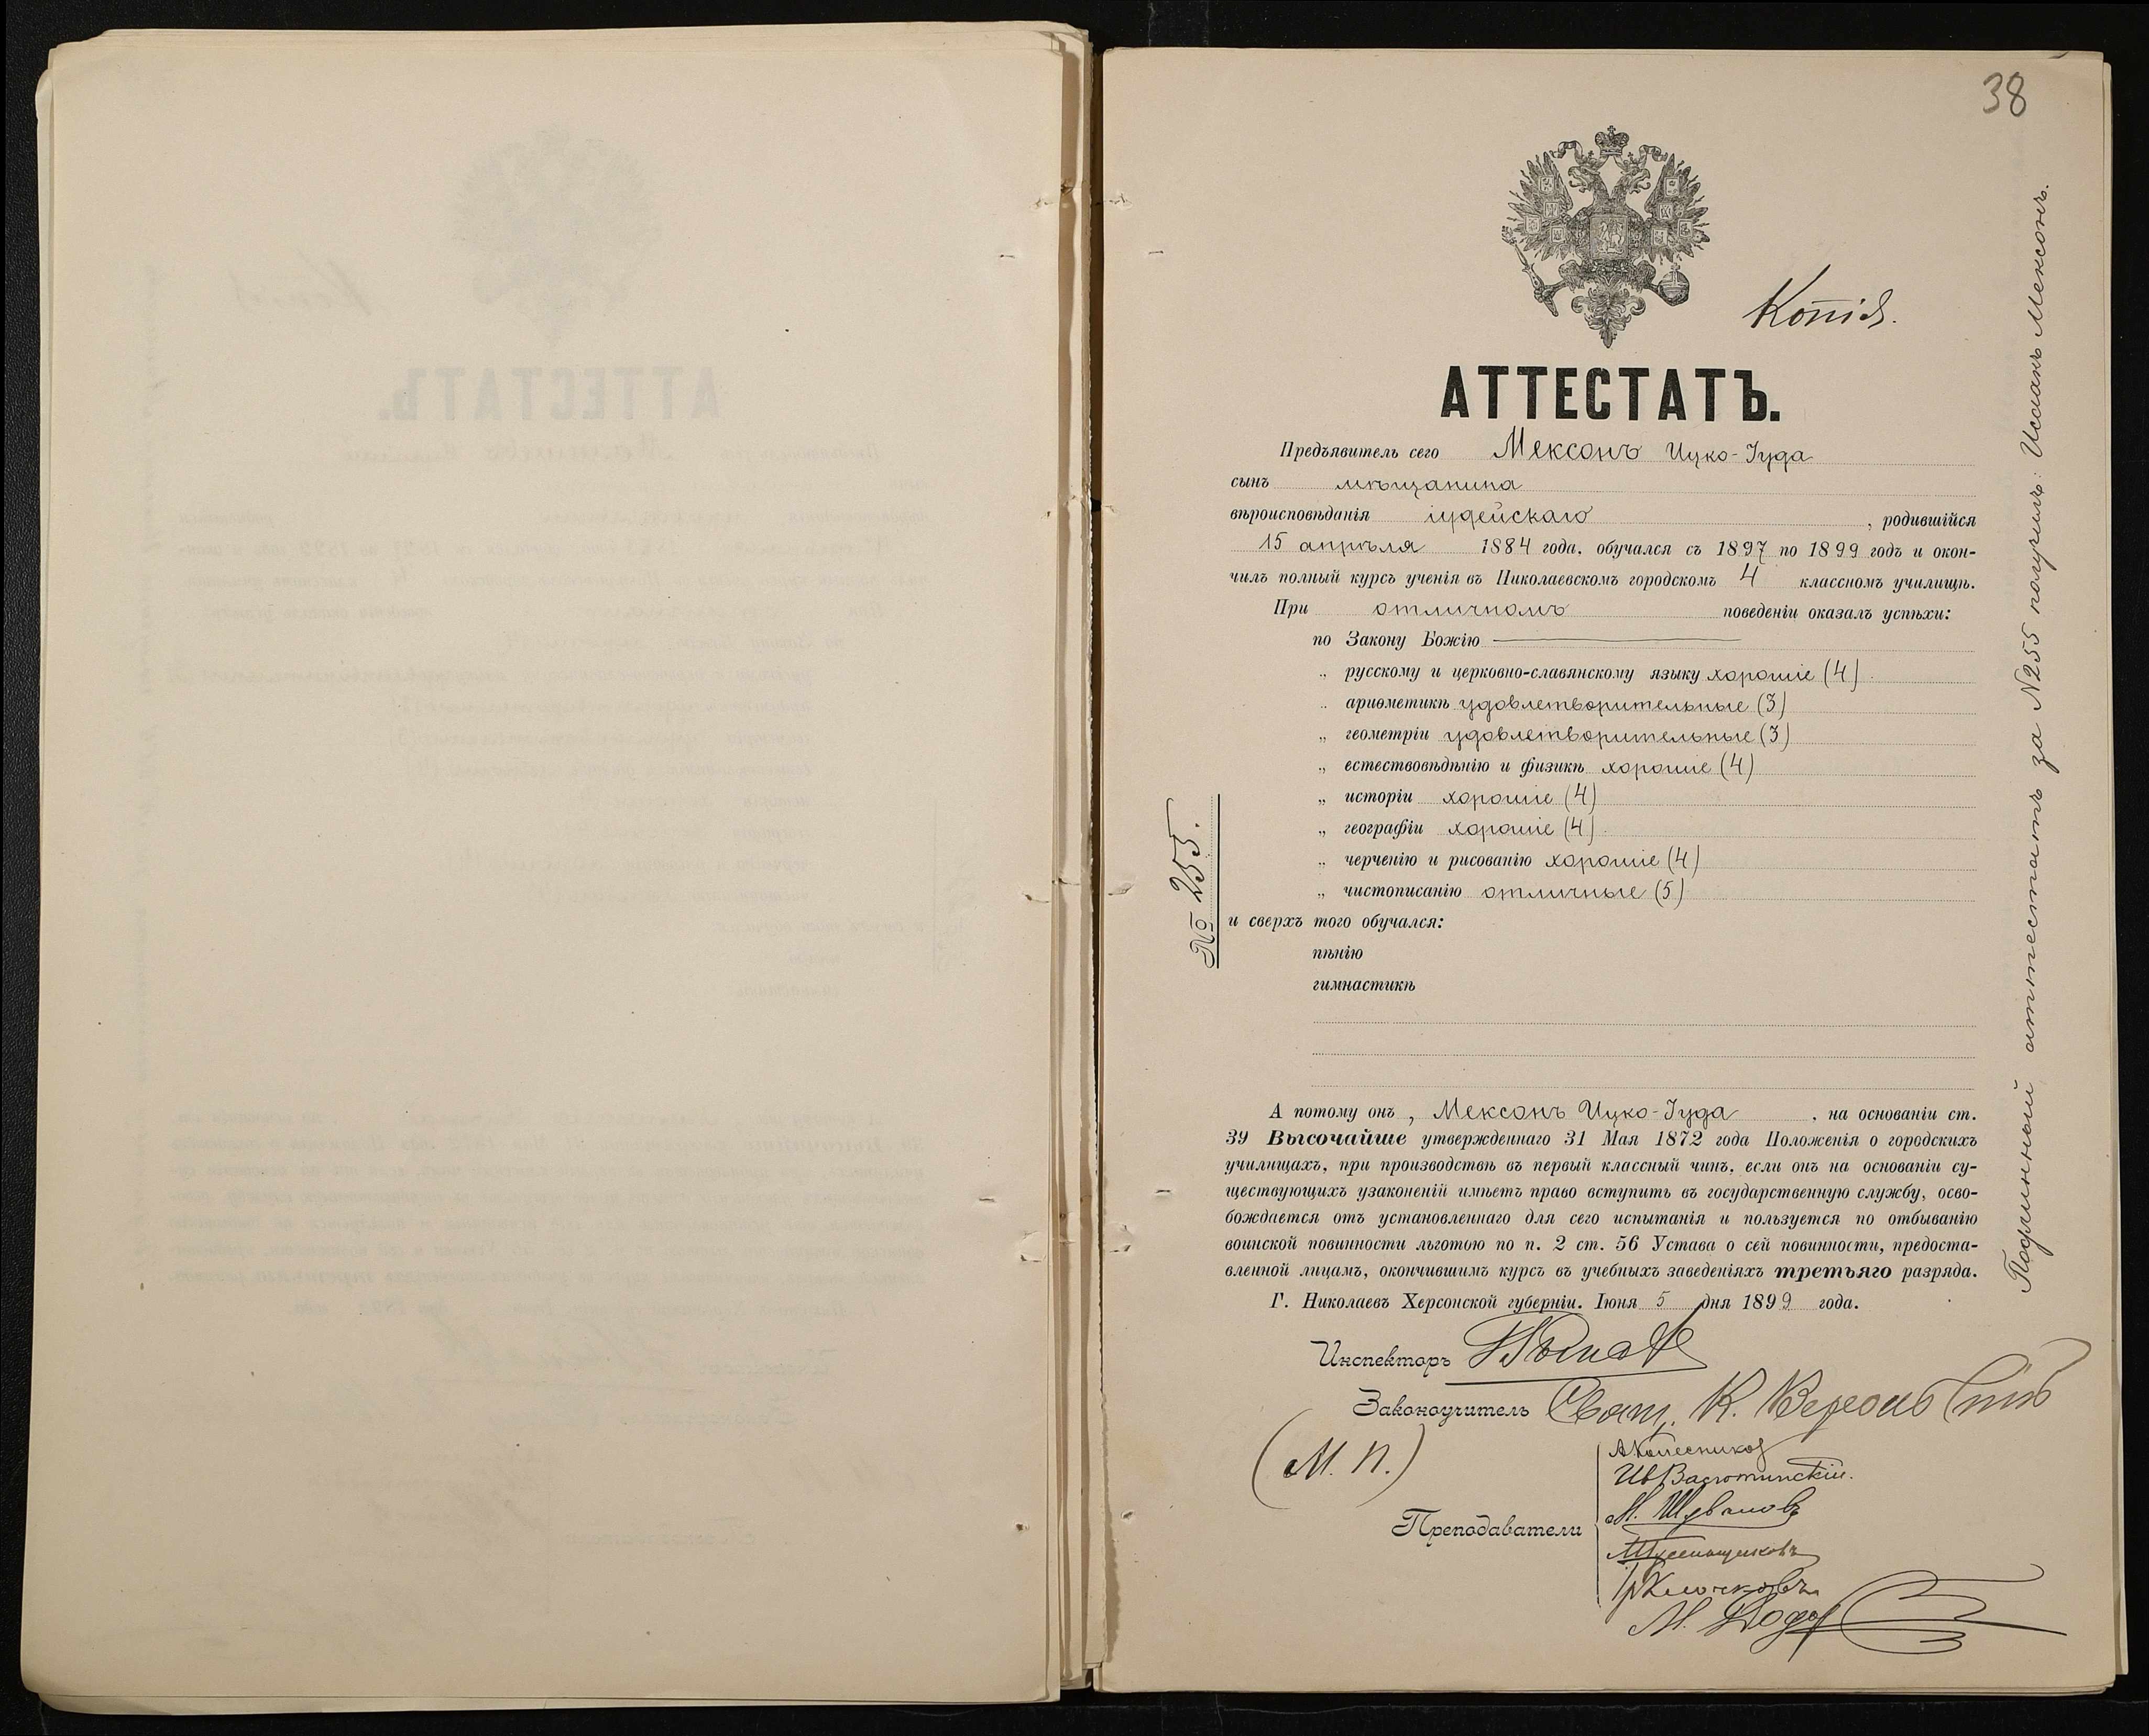 38
Копія.
АТТЕСТАТЪ.
Предъявитель сего Мексонъ Ицко-Іуда
сынъ мѣщанина
вѣроисповѣданія іудейскаго, родившійся
15 апрѣля 1884 года, обучался съ 1897 по 1899 годъ и окон-
чилъ полный курсъ ученія въ Николаевскомъ городскомъ 4 классномъ училищѣ.
При отличномъ поведеніи оказалъ успѣхи:
по Закону Божію
„ русскому и церковно-славянскому языку хорошіе (4)
„ ариѳметикѣ удовлетворительные (3)
„ геометріи удовлетворительные (3)
„ естествовѣдѣнію и физикѣ хорошіе (4)
„ исторіи хорошіе (4)
„ географіи хорошіе (4)
„ черченію и рисованію хорошіе (4)
„ чистописанію отличные (5)
и сверхъ того обучался:
пѣнію
гимнастикѣ
№ 255.
А потому онъ, Мексонъ Ицко-Іуда, на основаніи ст.
39 Высочайше утвержденнаго 31 Мая 1872 года Положенія о городскихъ
училищахъ, при производствѣ въ первый классный чинъ, если онъ на основаніи су-
ществующихъ узаконеній имѣетъ право вступить въ государственную службу, осво-
бождается отъ установленнаго для сего испытанія и пользуется по отбыванію
воинской повинности льготою по п. 2 ст. 56 Устава о сей повинности, предоста-
вленной лицамъ, окончившимъ курсъ въ учебныхъ заведеніяхъ третьяго разряда.
Г. Николаевъ Херсонской губерніи. Іюня 5 дня 1899 года.
Инспекторъ
Законоучитель Свящ. К.
(М. П.)
Преподаватели
А Колесников
Ив Васютинскій.
М. Шувалов
Клочковъ
Подлинный аттестатъ за №255 получилъ: Исаакъ Мексонъ.